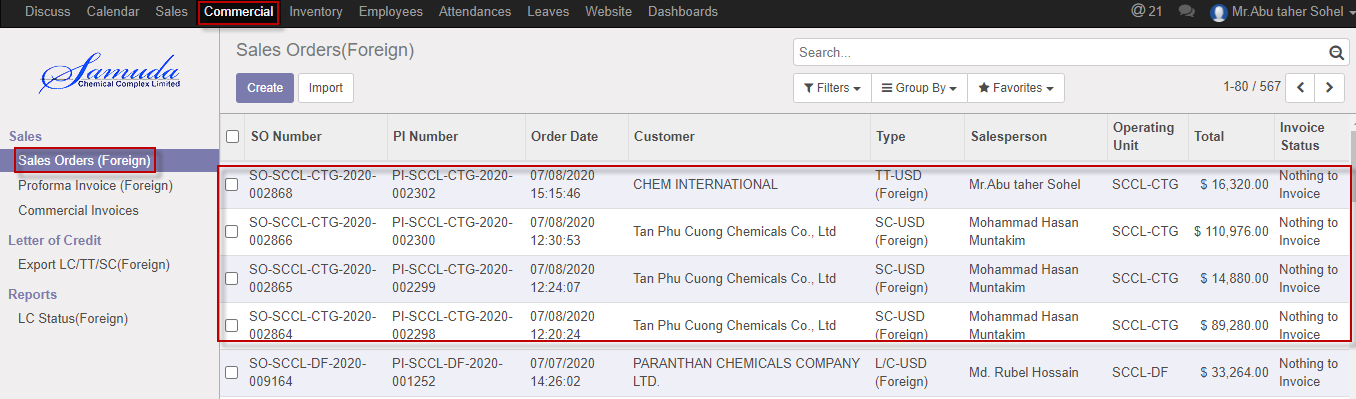 Discuss Calendar Sales Commercial Inventory Employees Attendances Leaves Website Dashboards @ 21 Mr.Abu taher Sohel
Samuda
Chemical Complex Limited
Sales Orders(Foreign)
Search...
Create Import
Filters Group By Favorites 1-80 / 567
Sales
Sales Orders (Foreign)
Proforma Invoice (Foreign)
Commercial Invoices
Letter of Credit
Export LC/TT/SC(Foreign)
Reports
LC Status(Foreign)
SO Number PI Number Order Date Customer Type Salesperson Operating Unit Total Invoice Status
SO-SCCL-CTG-2020-002868 PI-SCCL-CTG-2020-002302 07/08/2020 15:15:46 CHEM INTERNATIONAL TT-USD (Foreign) Mr.Abu taher Sohel SCCL-CTG $ 16,320.00 Nothing to Invoice
SO-SCCL-CTG-2020-002866 PI-SCCL-CTG-2020-002300 07/08/2020 12:30:53 Tan Phu Cuong Chemicals Co., Ltd SC-USD (Foreign) Mohammad Hasan Muntakim SCCL-CTG $ 110,976.00 Nothing to Invoice
SO-SCCL-CTG-2020-002865 PI-SCCL-CTG-2020-002299 07/08/2020 12:24:07 Tan Phu Cuong Chemicals Co., Ltd SC-USD (Foreign) Mohammad Hasan Muntakim SCCL-CTG $ 14,880.00 Nothing to Invoice
SO-SCCL-CTG-2020-002864 PI-SCCL-CTG-2020-002298 07/08/2020 12:20:24 Tan Phu Cuong Chemicals Co., Ltd SC-USD (Foreign) Mohammad Hasan Muntakim SCCL-CTG $ 89,280.00 Nothing to Invoice
SO-SCCL-DF-2020-009164 PI-SCCL-DF-2020-001252 07/07/2020 14:26:02 PARANTHAN CHEMICALS COMPANY LTD. L/C-USD (Foreign) Md. Rubel Hossain SCCL-DF $ 33,264.00 Nothing to Invoice